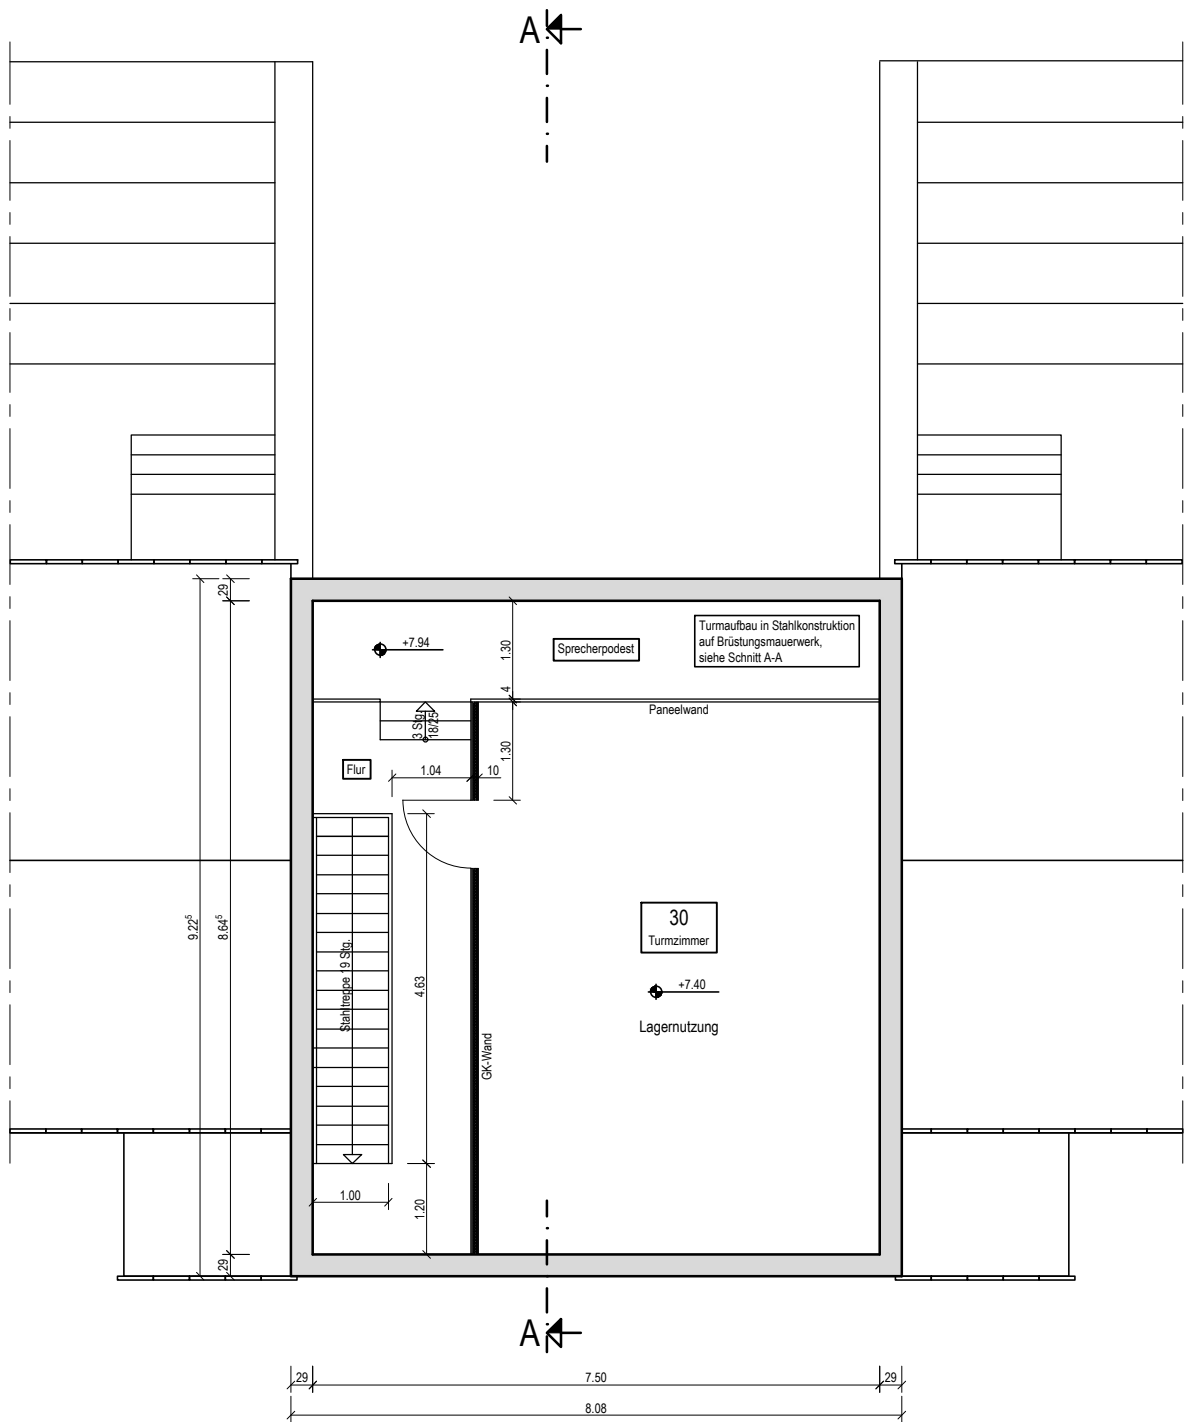 A
29
+7.94
1.30
Sprecherpodest
Turmaufbau in Stahlkonstruktion
auf Brüstungsmauerwerk,
siehe Schnitt A-A
4
Paneelwand
3 Stg.
18/25
1.30
Flur
1.04
10
9.22⁵
8.64⁵
Stahltreppe 19 Stg.
4.63
30
Turmzimmer
+7.40
Lagernutzung
GK-Wand
1.00
1.20
29
A
29
7.50
29
8.08